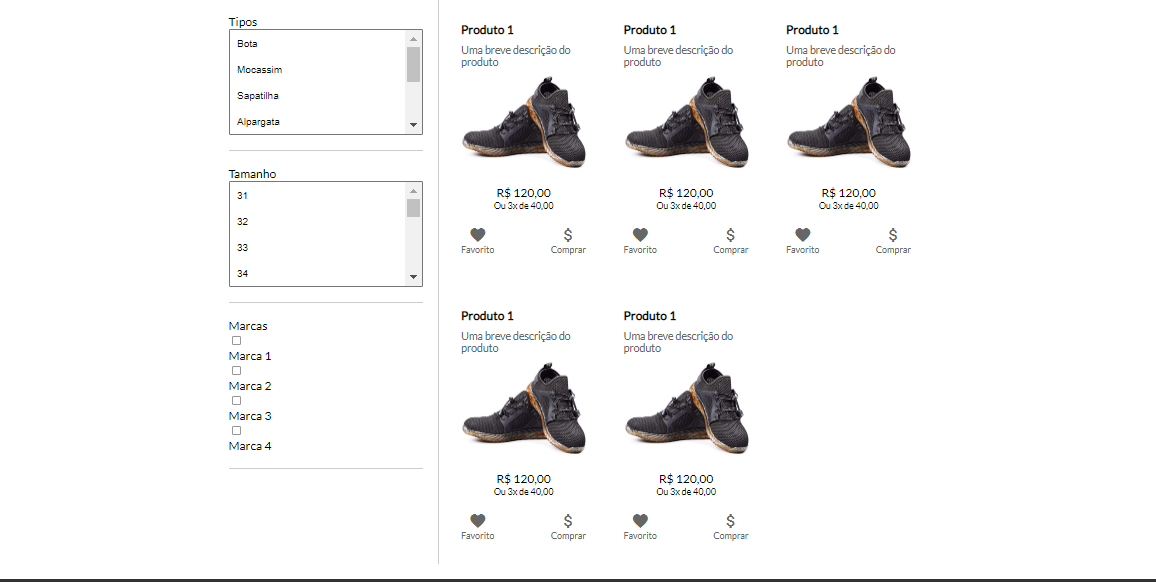 Tipos
Bota
Mocassim
Sapatilha
Alpargata
Tamanho
31
32
33
34
Marcas
Marca 1
Marca 2
Marca 3
Marca 4
Produto 1
Uma breve descrição do
produto
R$ 120,00
Ou 3x de 40,00
Favorito
Comprar
Produto 1
Uma breve descrição do
produto
R$ 120,00
Ou 3x de 40,00
Favorito
Comprar
Produto 1
Uma breve descrição do
produto
R$ 120,00
Ou 3x de 40,00
Favorito
Comprar
Produto 1
Uma breve descrição do
produto
R$ 120,00
Ou 3x de 40,00
Favorito
Comprar
Produto 1
Uma breve descrição do
produto
R$ 120,00
Ou 3x de 40,00
Favorito
Comprar